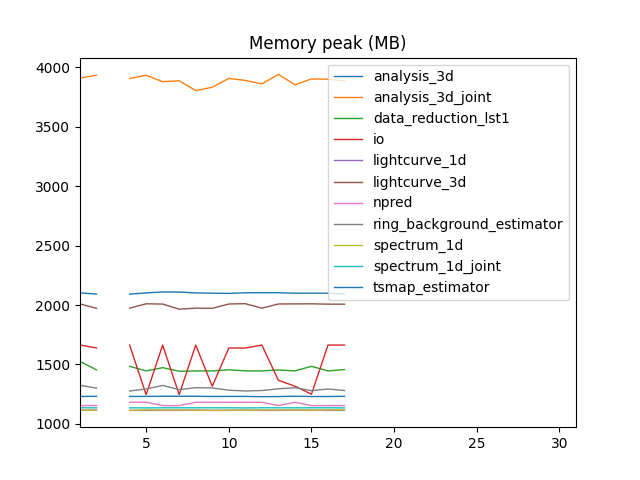 Memory peak (MB)
4000
3500
3000
2500
2000
1500
1000
5
10
15
20
25
30
analysis_3d
analysis_3d_joint
data_reduction_lst1
io
lightcurve_1d
lightcurve_3d
npred
ring_background_estimator
spectrum_1d
spectrum_1d_joint
tsmap_estimator